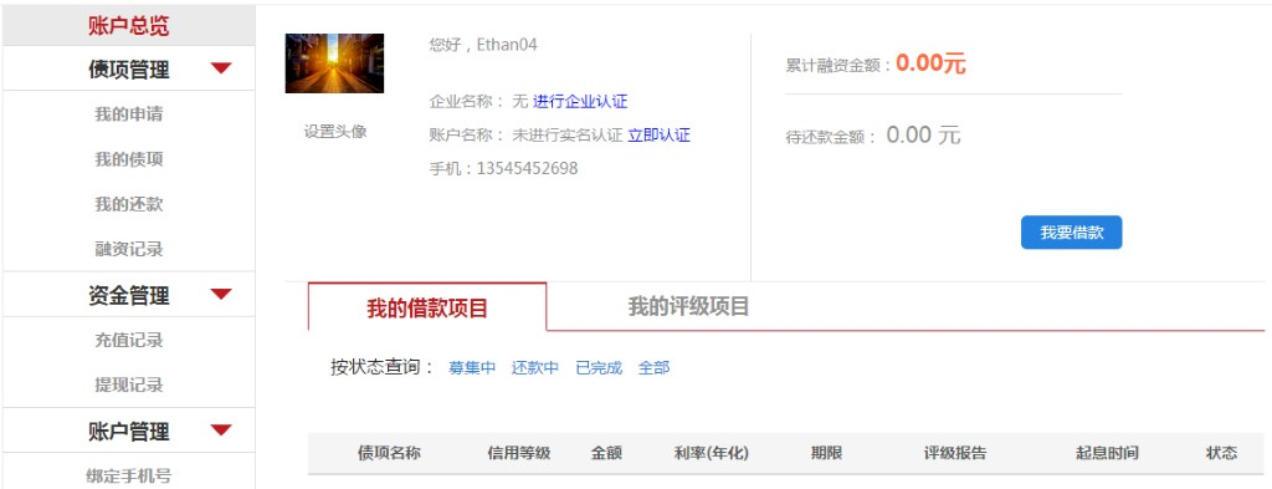 账户总览
债项管理
我的申请
我的债项
我的还款
融资记录
资金管理
充值记录
提现记录
账户管理
绑定手机号
设置头像
您好，Ethan04
企业名称： 无 进行企业认证
账户名称： 未进行实名认证 立即认证
手机：13545452698
累计融资金额：0.00元
待还款金额： 0.00 元
我要借款
我的借款项目 我的评级项目
按状态查询： 募集中 还款中 已完成 全部
债项名称 信用等级 金额 利率(年化) 期限 评级报告 起息时间 状态